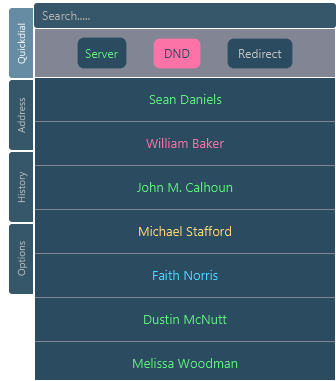 Search.....
Quickdial
Server DND Redirect
Sean Daniels
Address
William Baker
History
John M. Calhoun
Michael Stafford
Options
Faith Norris
Dustin McNutt
Melissa Woodman